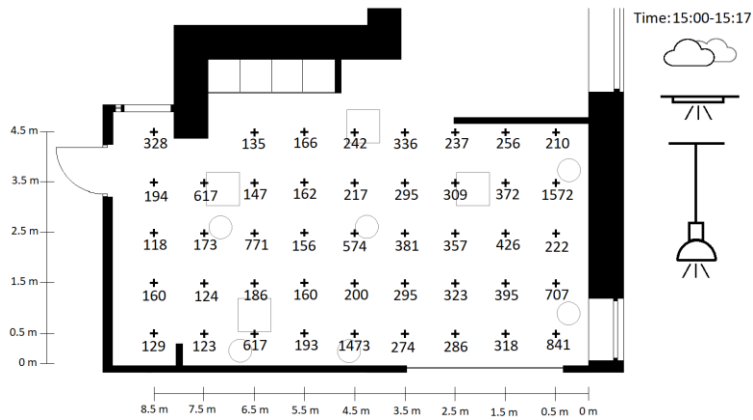 Time:15:00-15:17
4.5 m
328 135 166 242 336 237 256 210
3.5 m
194 617 147 162 217 295 309 372 1572
2.5 m
118 173 771 156 574 381 357 426 222
1.5 m
160 124 186 160 200 295 323 395 707
0.5 m
129 123 617 193 1473 274 286 318 841
0 m
8.5 m 7.5 m 6.5 m 5.5 m 4.5 m 3.5 m 2.5 m 1.5 m 0.5 m 0 m